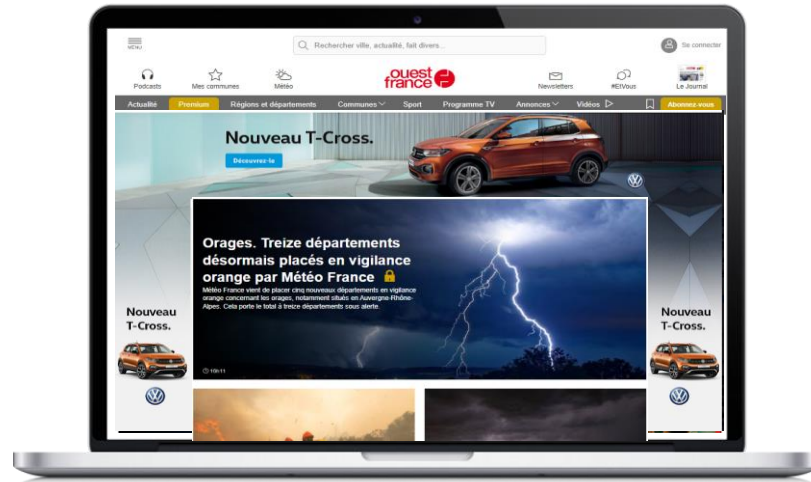 MENU
Rechercher ville, actualité, fait divers...
Se connecter
Podcasts
Mes communes
Météo
ouest
france
Newsletters
#EtVous
Le Journal
Actualité Premium Régions et départements Communes Sport Programme TV Annonces Vidéos Abonnez-vous
Nouveau T-Cross.
Découvrez-le
Orages. Treize départements
désormais placés en vigilance
orange par Météo France
Météo France vient de placer cinq nouveaux départements en vigilance
orange concernant les orages, notamment situés en Auvergne-Rhône-
Alpes. Cela porte le total à treize départements sous alerte.
10h11
Nouveau
T-Cross.
Nouveau
T-Cross.